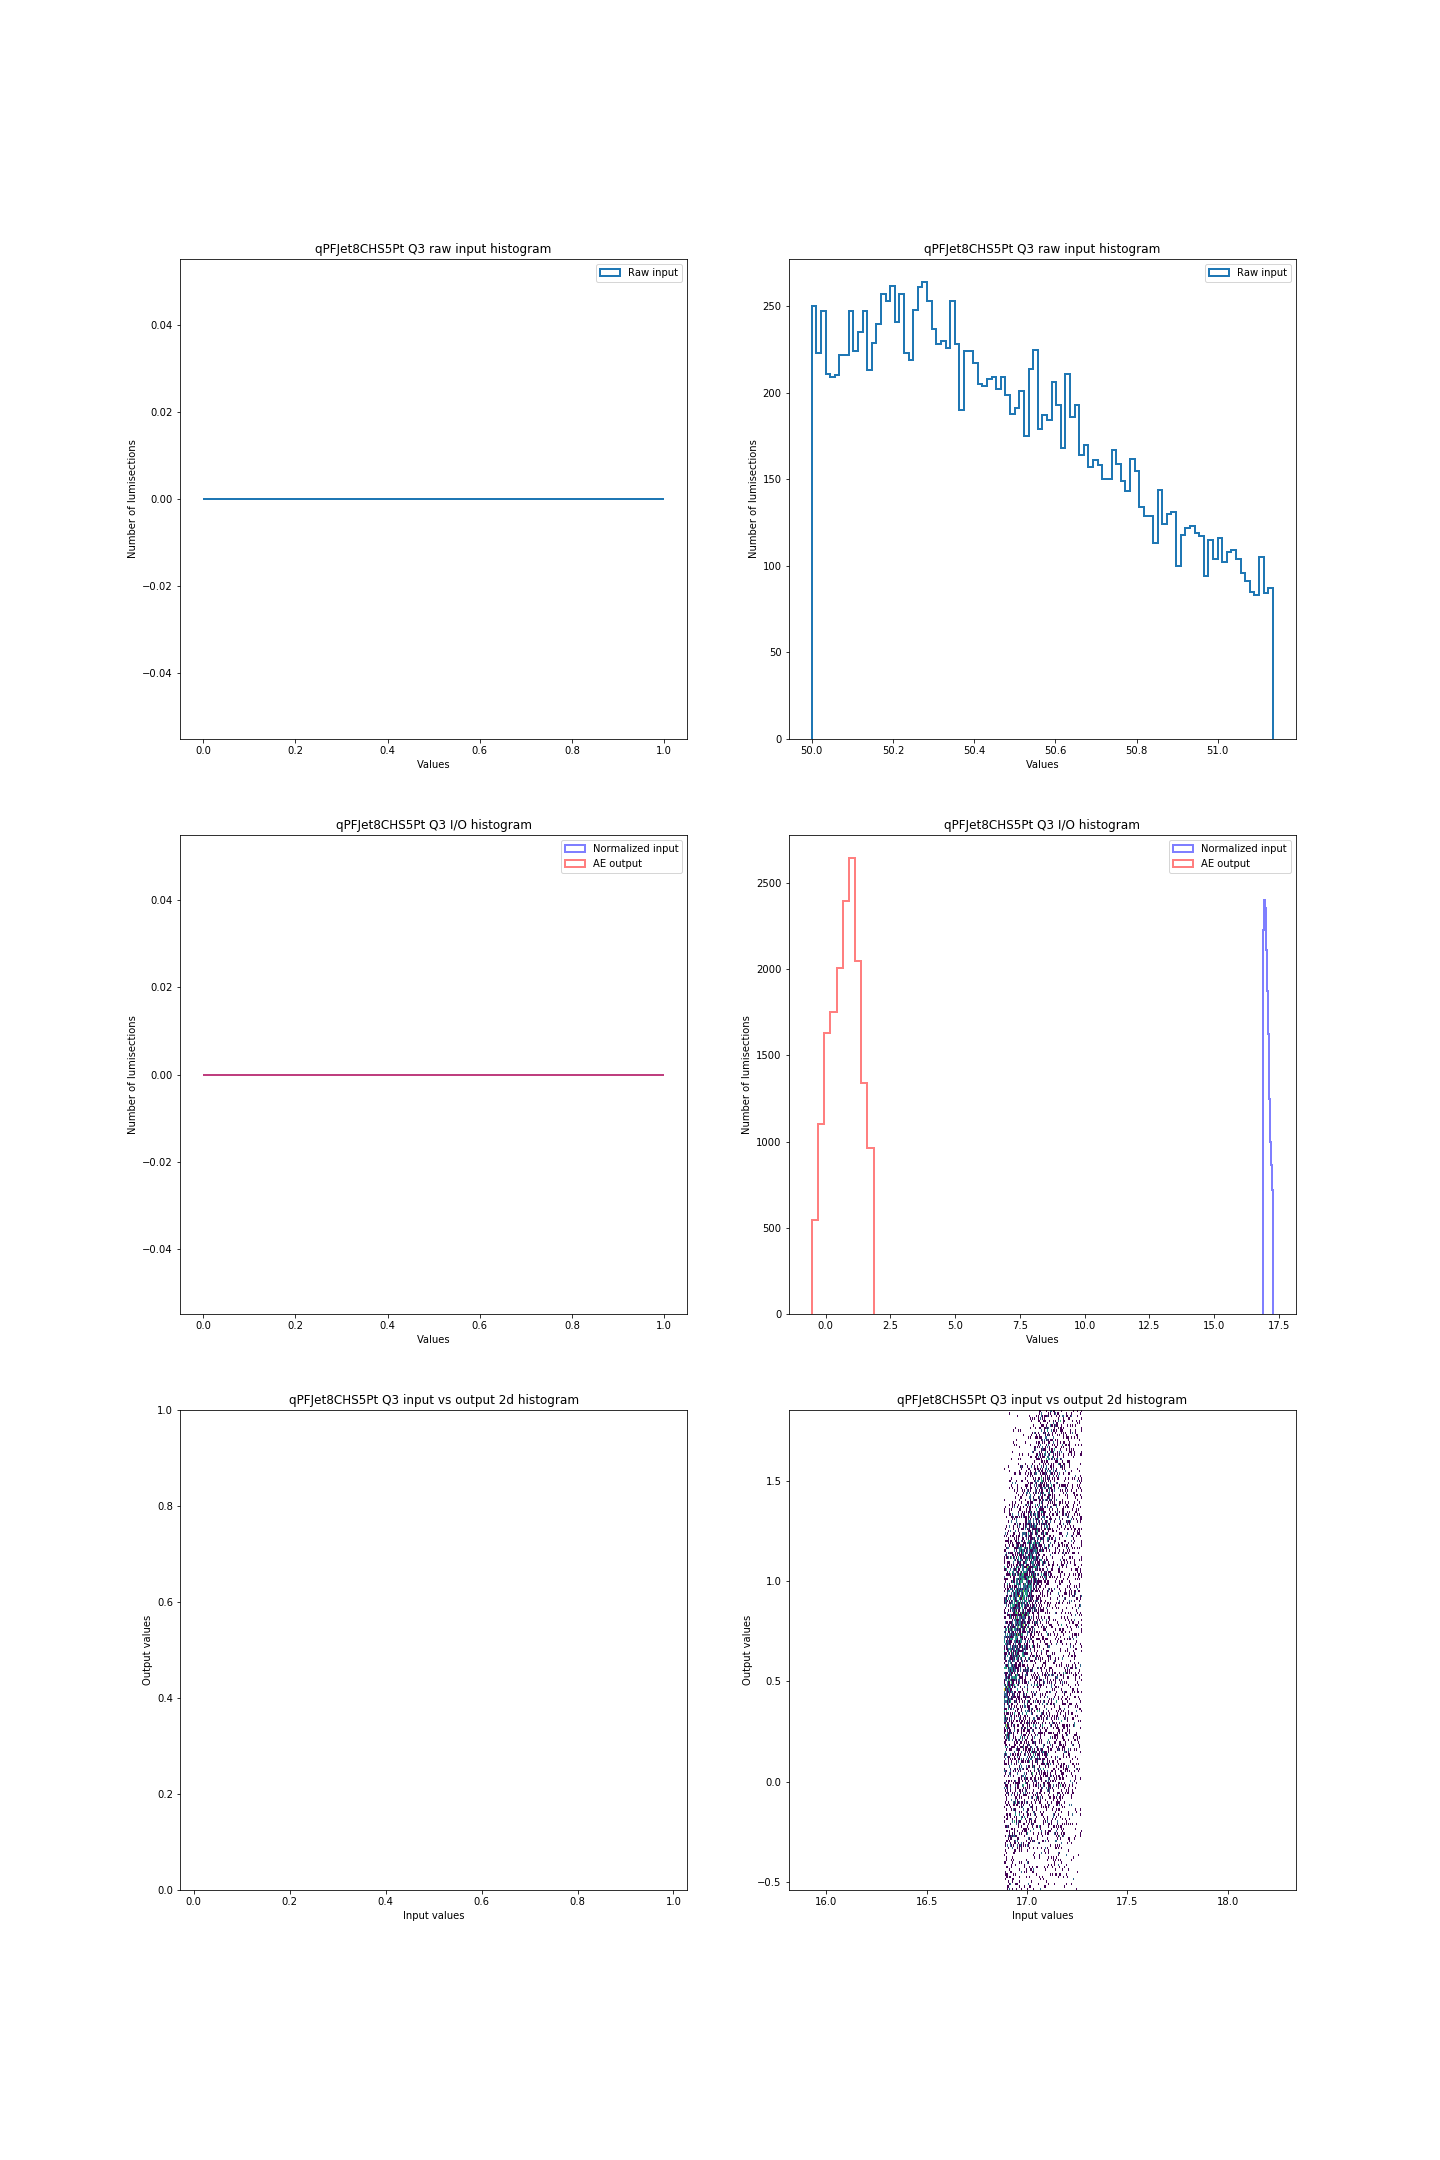 qPFJet8CHS5Pt Q3 raw input histogram
Raw input
Number of lumisections
0.04
0.02
0.00
−0.02
−0.04
0.0 0.2 0.4 0.6 0.8 1.0
Values
qPFJet8CHS5Pt Q3 raw input histogram
Raw input
Number of lumisections
250
200
150
100
50
0
50.0 50.2 50.4 50.6 50.8 51.0
Values
qPFJet8CHS5Pt Q3 I/O histogram
Normalized input
AE output
Number of lumisections
0.04
0.02
0.00
−0.02
−0.04
0.0 0.2 0.4 0.6 0.8 1.0
Values
qPFJet8CHS5Pt Q3 I/O histogram
Normalized input
AE output
Number of lumisections
2500
2000
1500
1000
500
0
0.0 2.5 5.0 7.5 10.0 12.5 15.0 17.5
Values
qPFJet8CHS5Pt Q3 input vs output 2d histogram
Output values
1.0
0.8
0.6
0.4
0.2
0.0
0.0 0.2 0.4 0.6 0.8 1.0
Input values
qPFJet8CHS5Pt Q3 input vs output 2d histogram
Output values
1.5
1.0
0.5
0.0
−0.5
16.0 16.5 17.0 17.5 18.0
Input values